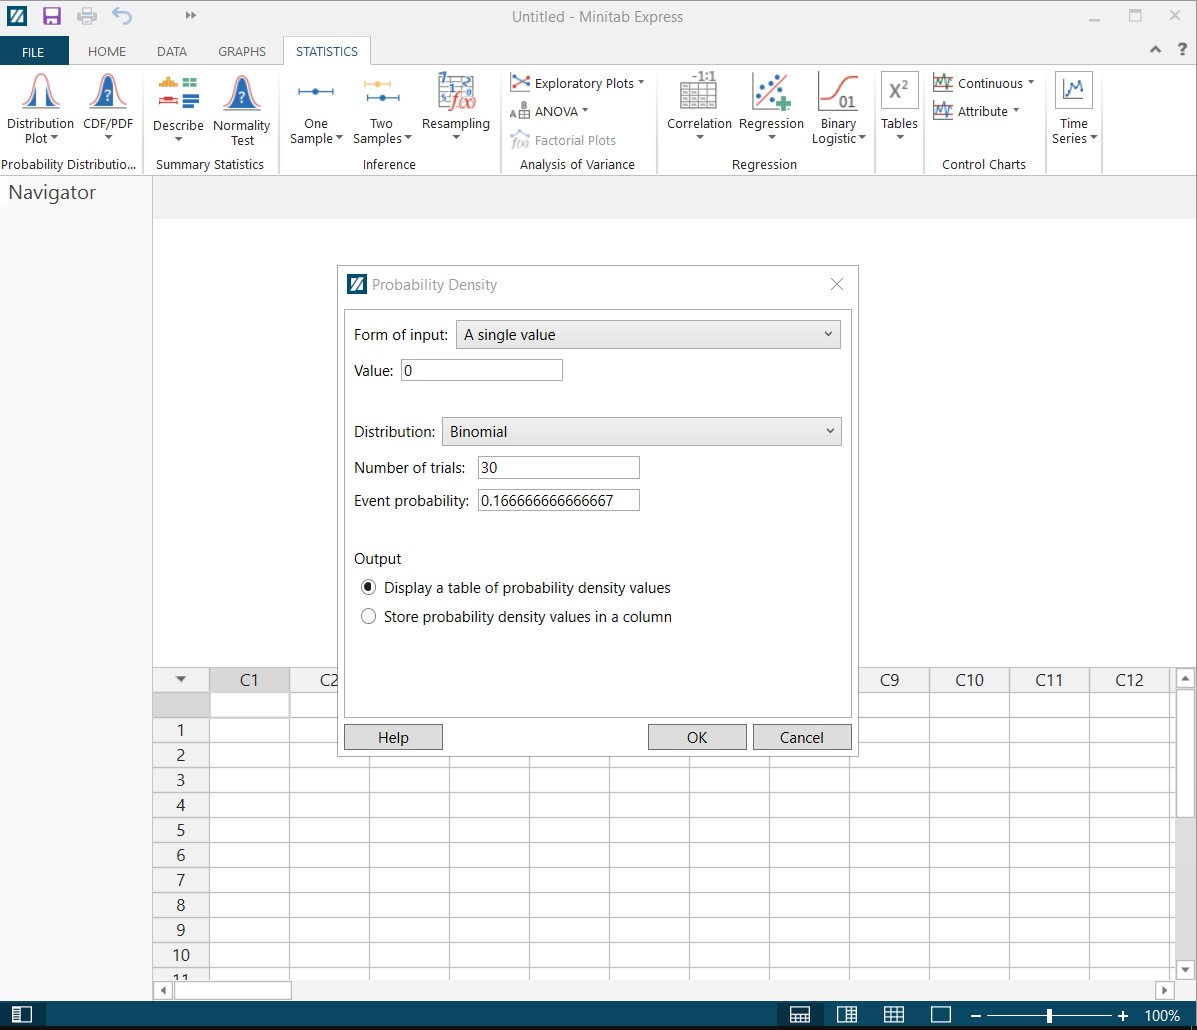 Untitled - Minitab Express
FILE HOME DATA GRAPHS STATISTICS ?
Distribution Plot
CDF/PDF
Probability Distributio...
Describe
Normality Test
Summary Statistics
One Sample
Two Samples
Resampling
Inference
Exploratory Plots
ANOVA
Factorial Plots
Analysis of Variance
Correlation
Regression
Binary Logistic
Regression
X²
Tables
Continuous
Attribute
Control Charts
Time Series
Navigator
Probability Density
Form of input: A single value
Value: 0
Distribution: Binomial
Number of trials: 30
Event probability: 0.166666666666667
Output
Display a table of probability density values
Store probability density values in a column
Help OK Cancel
C1 C2 C9 C10 C11 C12
1
2
3
4
5
6
7
8
9
10
11
100%